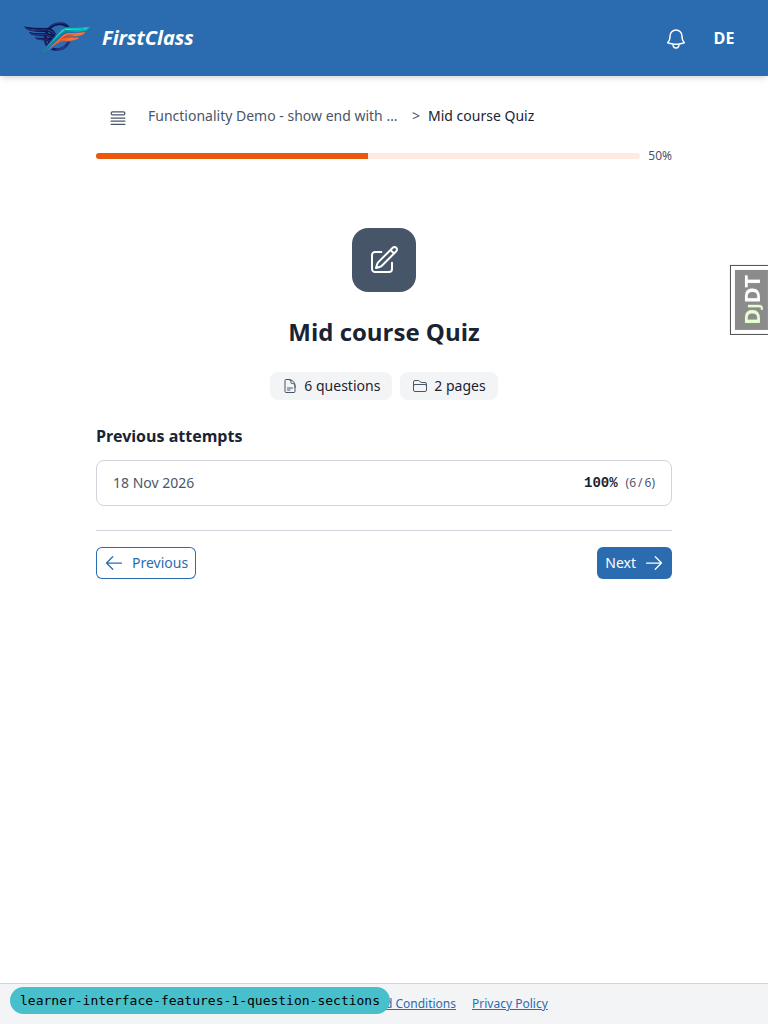 FirstClass
DE
Functionality Demo - show end with ... > Mid course Quiz
50%
DjDT
Mid course Quiz
6 questions
2 pages
Previous attempts
18 Nov 2026
100% (6/6)
Previous
Next
learner-interface-features-1-question-sections
Conditions
Privacy Policy